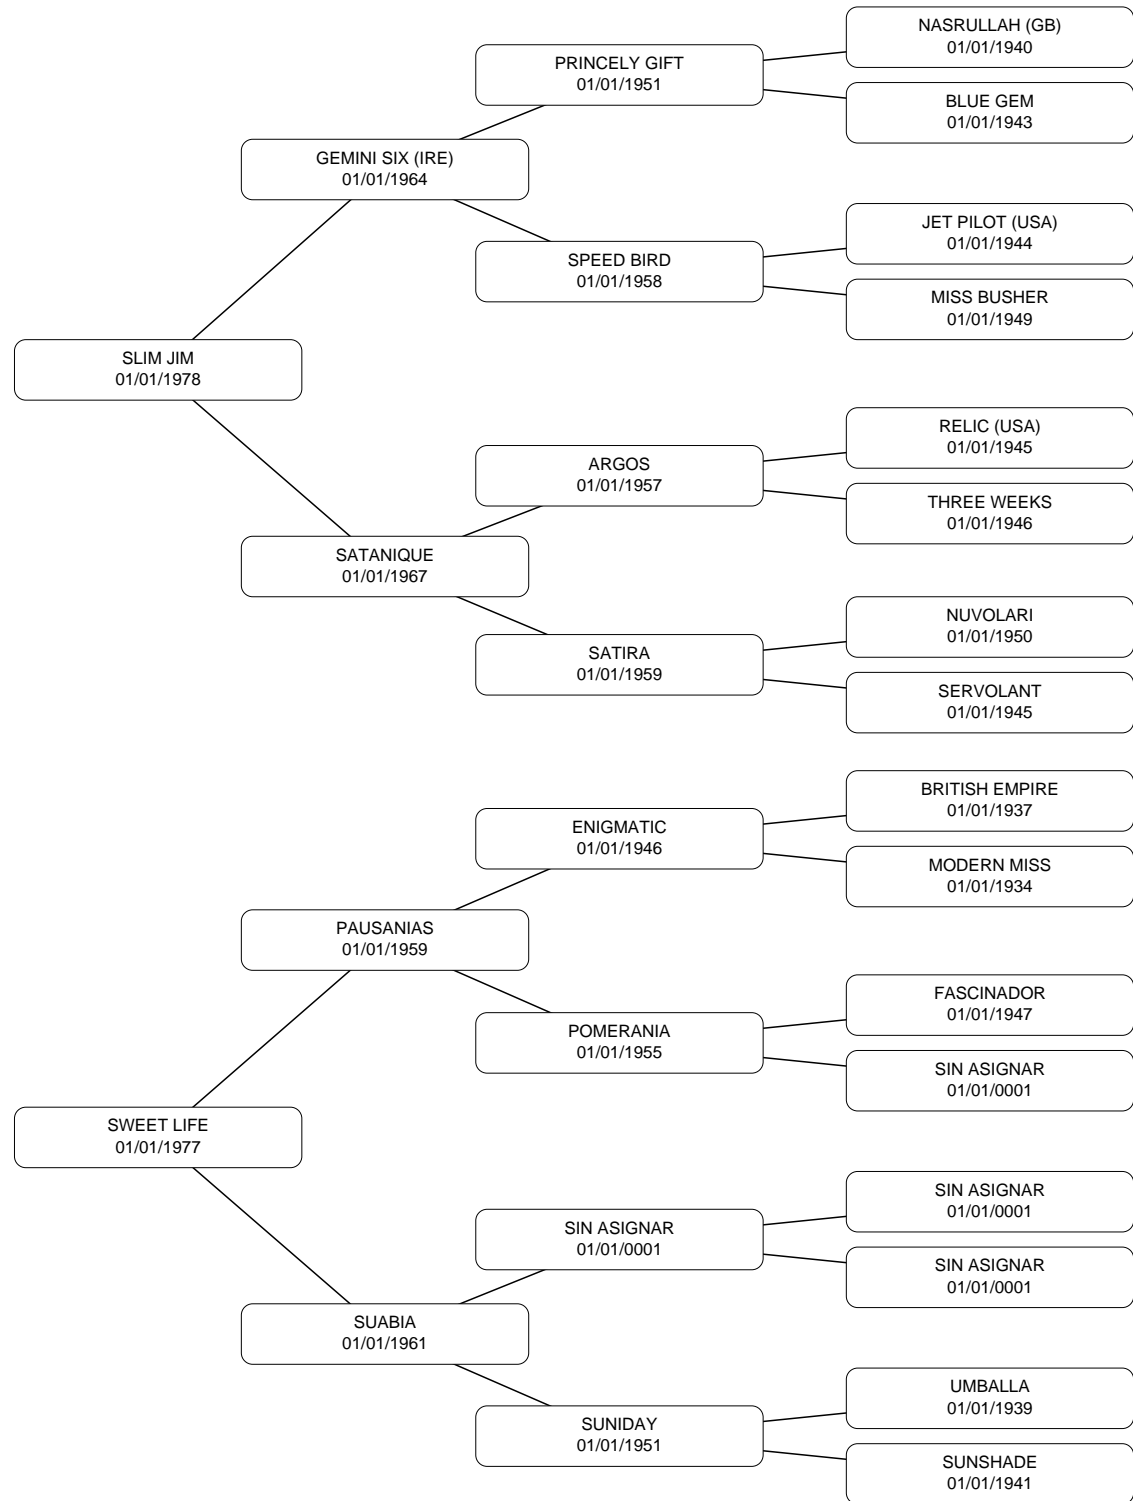 NASRULLAH (GB)
01/01/1940
PRINCELY GIFT
01/01/1951
BLUE GEM
01/01/1943
GEMINI SIX (IRE)
01/01/1964
JET PILOT (USA)
01/01/1944
SPEED BIRD
01/01/1958
MISS BUSHER
01/01/1949
SLIM JIM
01/01/1978
RELIC (USA)
01/01/1945
ARGOS
01/01/1957
THREE WEEKS
01/01/1946
SATANIQUE
01/01/1967
NUVOLARI
01/01/1950
SATIRA
01/01/1959
SERVOLANT
01/01/1945
BRITISH EMPIRE
01/01/1937
ENIGMATIC
01/01/1946
MODERN MISS
01/01/1934
PAUSANIAS
01/01/1959
FASCINADOR
01/01/1947
POMERANIA
01/01/1955
SIN ASIGNAR
01/01/0001
SWEET LIFE
01/01/1977
SIN ASIGNAR
01/01/0001
SIN ASIGNAR
01/01/0001
SIN ASIGNAR
01/01/0001
SUABIA
01/01/1961
UMBALLA
01/01/1939
SUNIDAY
01/01/1951
SUNSHADE
01/01/1941